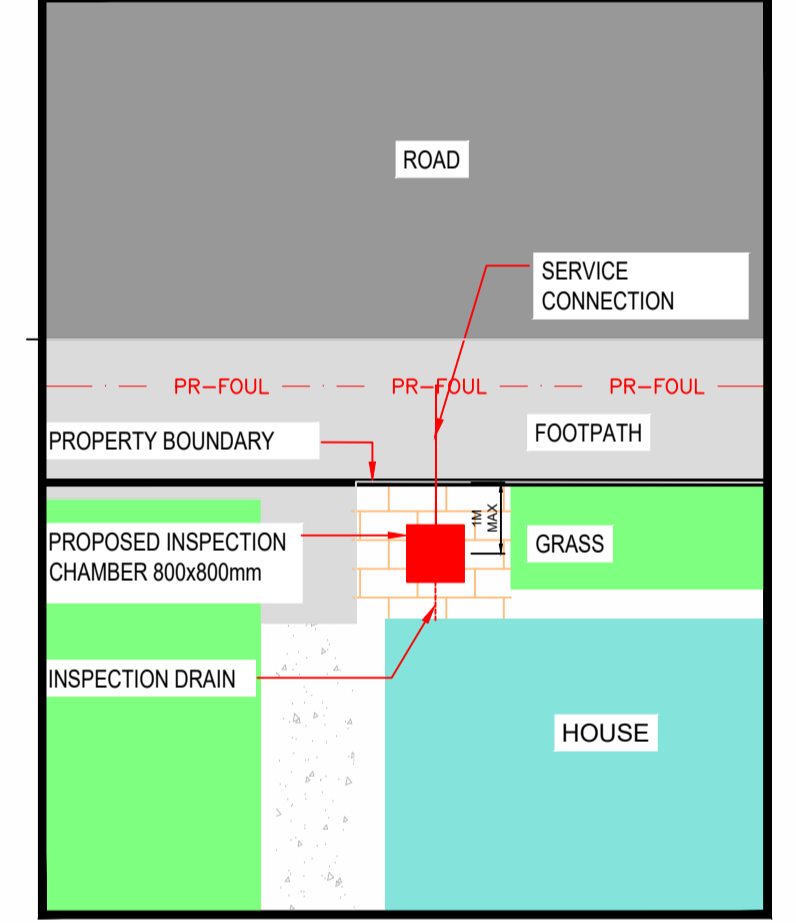 ROAD
SERVICE
CONNECTION
PR-FOUL PR-FOUL PR-FOUL
FOOTPATH
PROPERTY BOUNDARY
1M
MAX
PROPOSED INSPECTION
CHAMBER 800x800mm
GRASS
INSPECTION DRAIN
HOUSE